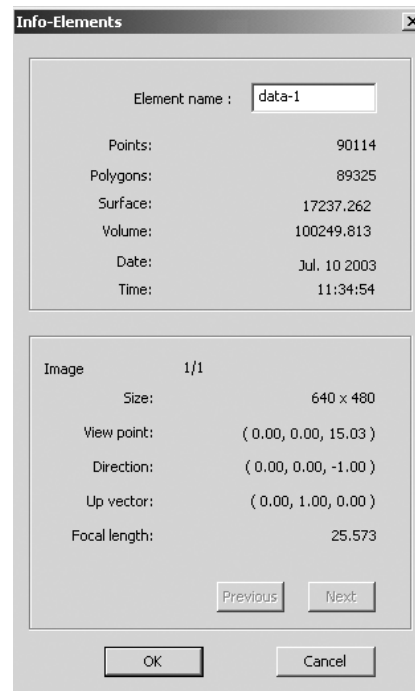 Info-Elements
Element name : data-1
Points: 90114
Polygons: 89325
Surface: 17237.262
Volume: 100249.813
Date: Jul. 10 2003
Time: 11:34:54
Image 1/1
Size: 640 x 480
View point: ( 0.00, 0.00, 15.03 )
Direction: ( 0.00, 0.00, -1.00 )
Up vector: ( 0.00, 1.00, 0.00 )
Focal length: 25.573
Previous Next
OK Cancel